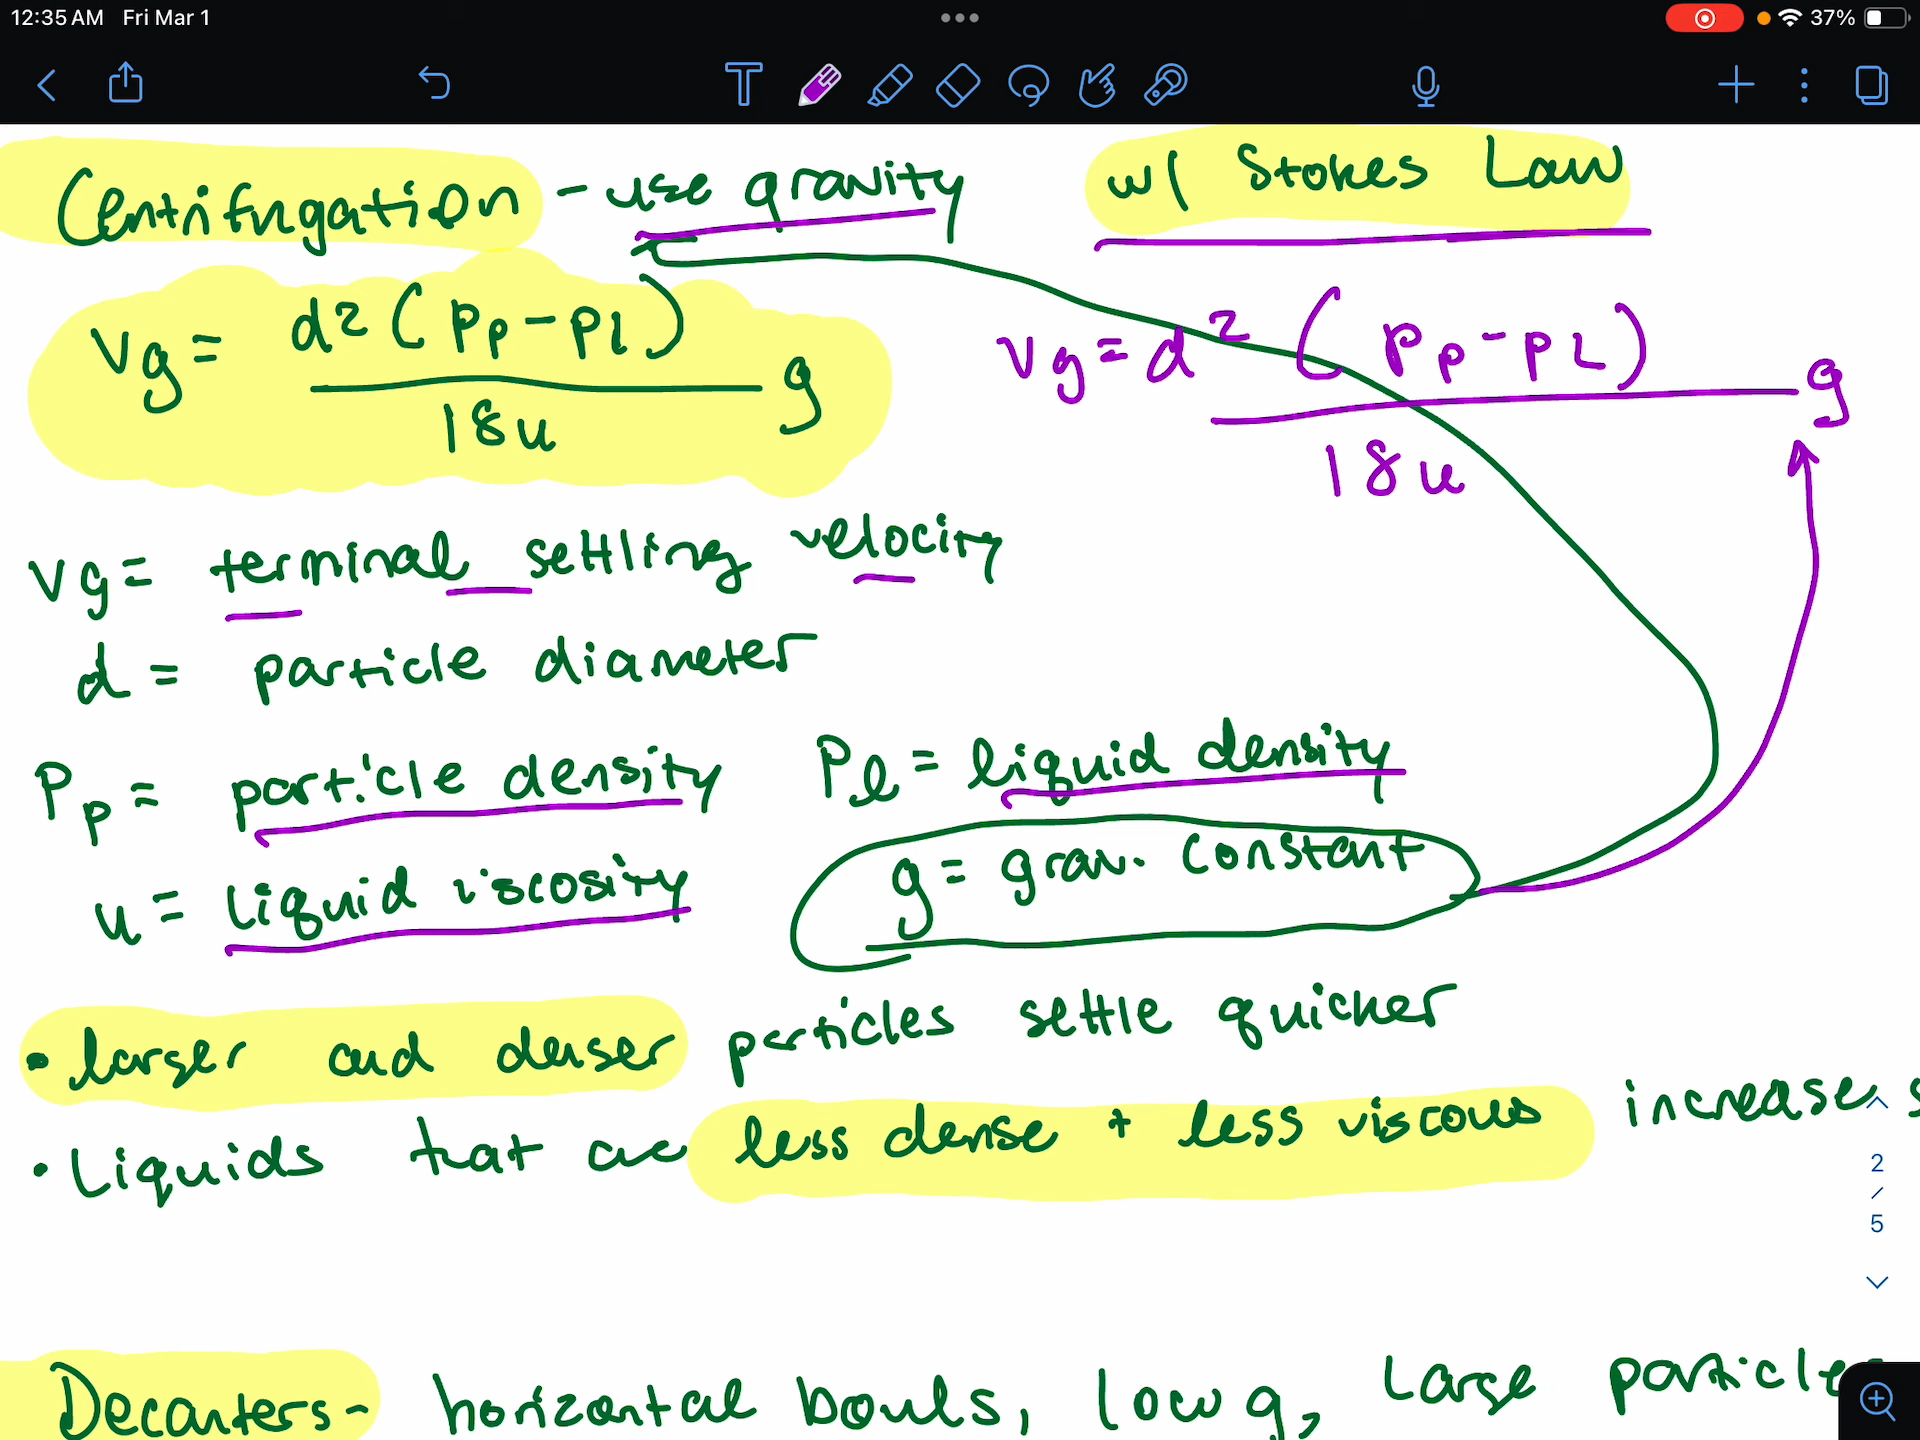 12:35 AM Fri Mar 1
37%
Centrifugation - use gravity w/ Stokes Law
vg = d2 (pp - pl) / 18u g
vg = d2 (pp - pL) / 18u g
vg = terminal settling velocity
d = particle diameter
Pp = particle density Pl = liquid density
u = liquid viscosity g = grav. constant
• larger and denser particles settle quicker
• Liquids that are less dense + less viscous increases
2
/
5
Decanters - horizontal bowls, low g, Large particle